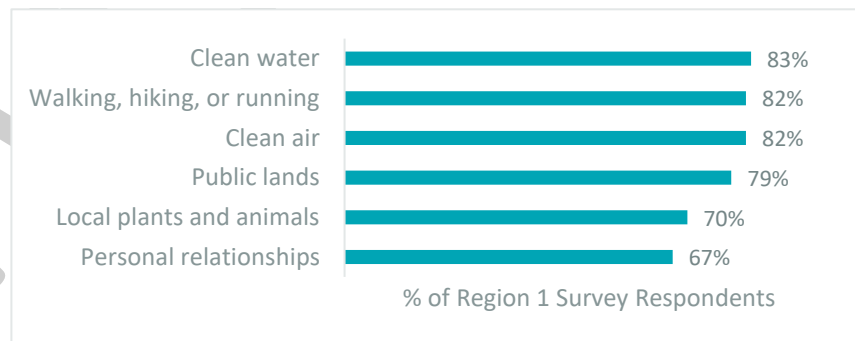 Clean water 83%
Walking, hiking, or running 82%
Clean air 82%
Public lands 79%
Local plants and animals 70%
Personal relationships 67%
% of Region 1 Survey Respondents